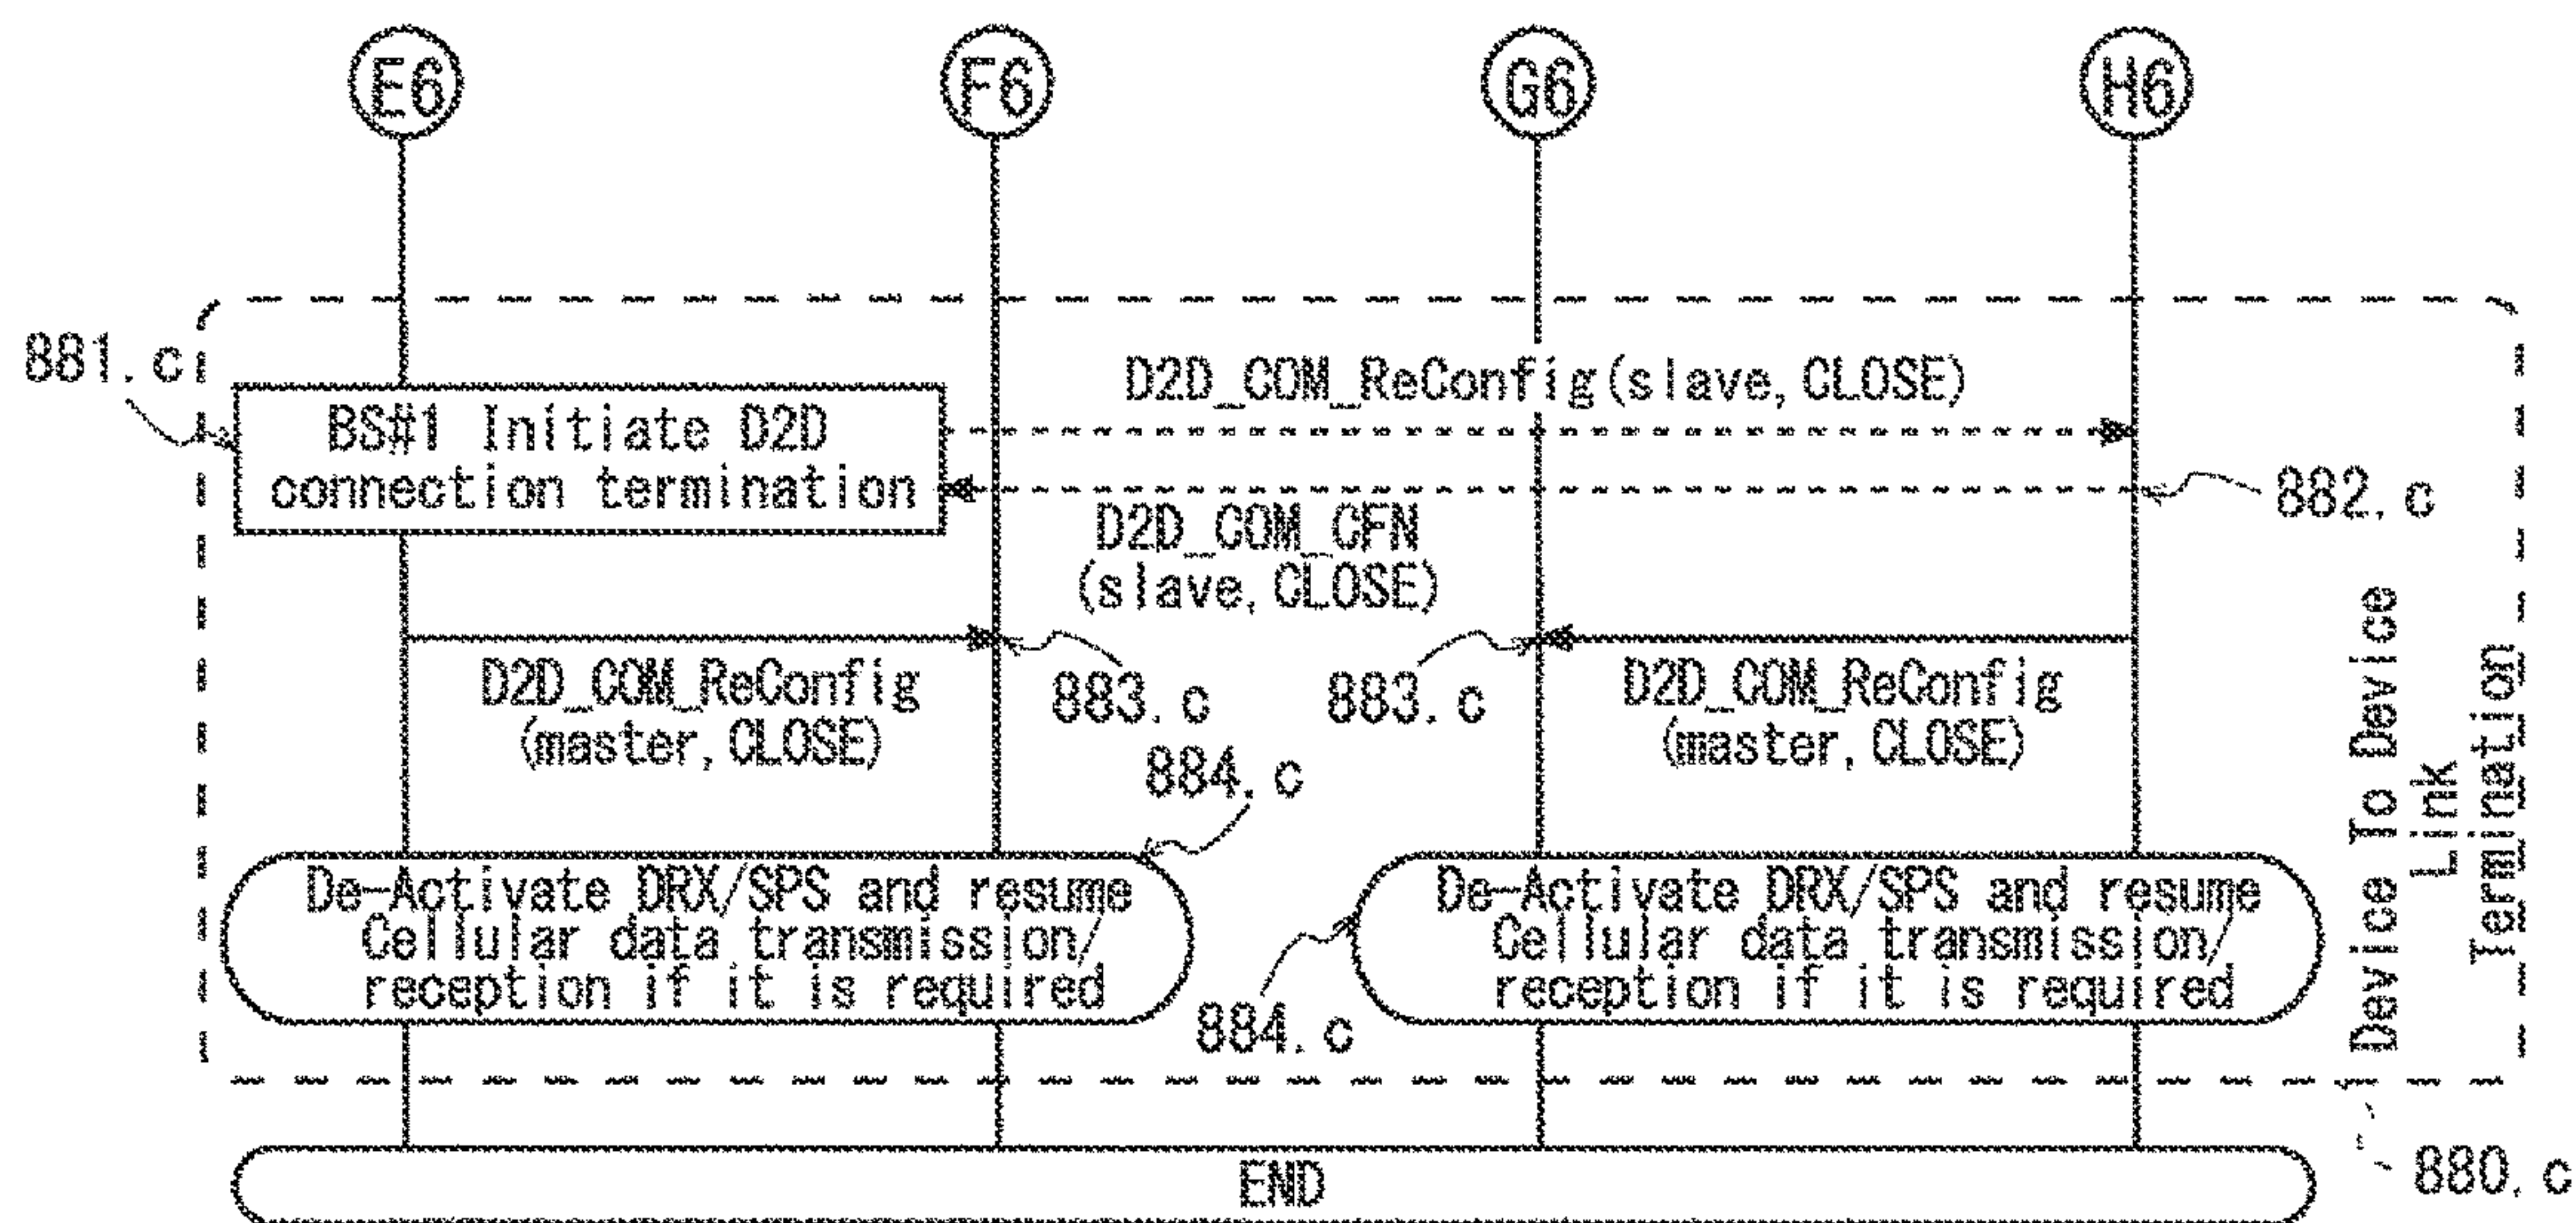 E6
F6
G6
H6
881.c
BS#1 Initiate D2D
connection termination
D2D_COM_ReConfig(slave,CLOSE)
882.c
D2D_COM_CFN
(slave,CLOSE)
D2D_COM_ReConfig
(master,CLOSE)
883.c
883.c
D2D_COM_ReConfig
(master,CLOSE)
884.c
De-Activate DRX/SPS and resume
Cellular data transmission/
reception if it is required
884.c
De-Activate DRX/SPS and resume
Cellular data transmission/
reception if it is required
Device To Device
Link
Termination
END
880.c